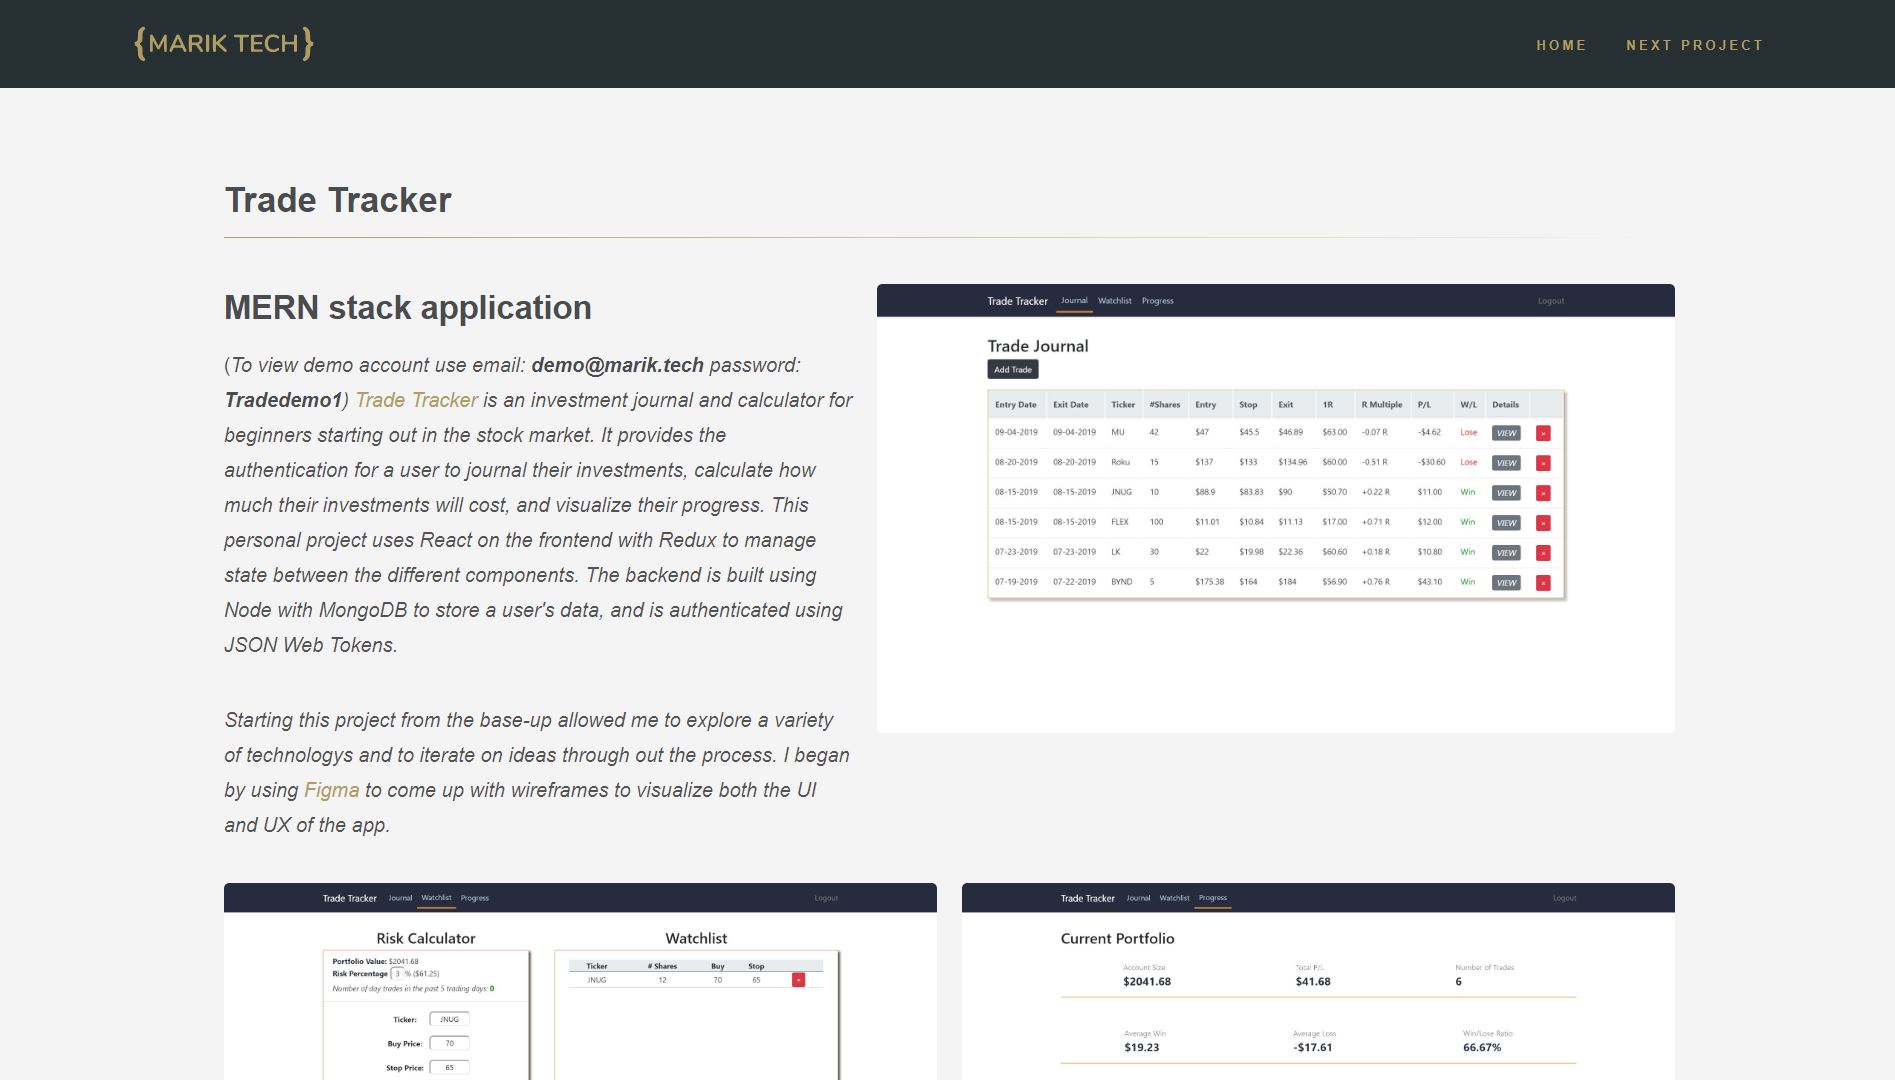 {MARIK TECH}
HOME
NEXT PROJECT
Trade Tracker
MERN stack application
(To view demo account use email: demo@marik.tech password:
Tradedemo1) Trade Tracker is an investment journal and calculator for
beginners starting out in the stock market. It provides the
authentication for a user to journal their investments, calculate how
much their investments will cost, and visualize their progress. This
personal project uses React on the frontend with Redux to manage
state between the different components. The backend is built using
Node with MongoDB to store a user's data, and is authenticated using
JSON Web Tokens.
Starting this project from the base-up allowed me to explore a variety
of technologys and to iterate on ideas through out the process. I began
by using Figma to come up with wireframes to visualize both the UI
and UX of the app.
Trade Tracker Journal Watchlist Progress Logout
Trade Journal
Add Trade
Entry Date Exit Date Ticker #Shares Entry Stop Exit 1R R Multiple P/L W/L Details
09-04-2019 09-04-2019 MU 42 $47 $45.5 $46.89 $63.00 -0.07 R -$4.62 Lose VIEW ×
08-20-2019 08-20-2019 Roku 15 $137 $133 $134.96 $60.00 -0.51 R -$30.60 Lose VIEW ×
08-15-2019 08-15-2019 JNUG 10 $88.9 $83.83 $90 $50.70 +0.22 R $11.00 Win VIEW ×
08-15-2019 08-15-2019 FLEX 100 $11.01 $10.84 $11.13 $17.00 +0.71 R $12.00 Win VIEW ×
07-23-2019 07-23-2019 LK 30 $22 $19.98 $22.36 $60.60 +0.18 R $10.80 Win VIEW ×
07-19-2019 07-22-2019 BYND 5 $175.38 $164 $184 $56.90 +0.76 R $43.10 Win VIEW ×
Trade Tracker Journal Watchlist Progress Logout
Risk Calculator
Portfolio Value: $2041.68
Risk Percentage 3 % ($61.25)
Number of day trades in the past 5 trading days: 0
Ticker: JNUG
Buy Price: 70
Stop Price: 65
Watchlist
Ticker # Shares Buy Stop
JNUG 12 70 65 ×
Trade Tracker Journal Watchlist Progress Logout
Current Portfolio
Account Size Total P/L Number of Trades
$2041.68 $41.68 6
Average Win Average Loss Win/Lose Ratio
$19.23 -$17.61 66.67%